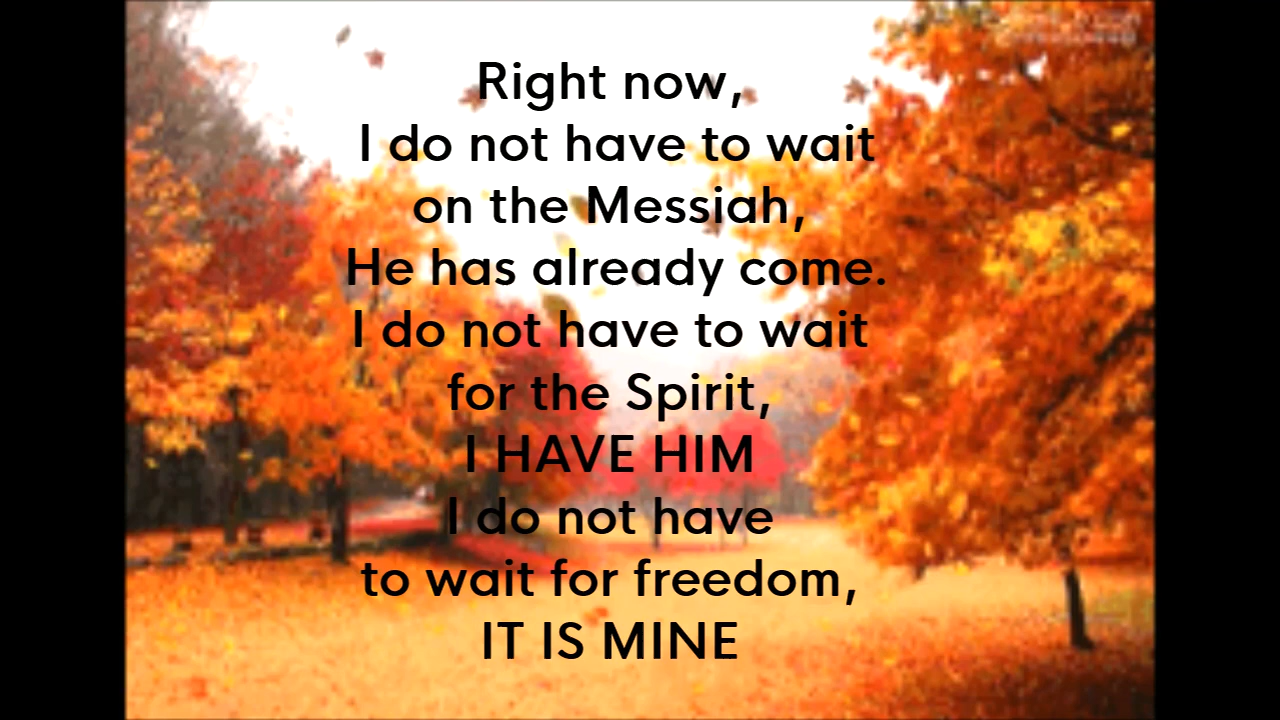 Right now,
I do not have to wait
on the Messiah,
He has already come.
I do not have to wait
for the Spirit,
I HAVE HIM
I do not have
to wait for freedom,
IT IS MINE